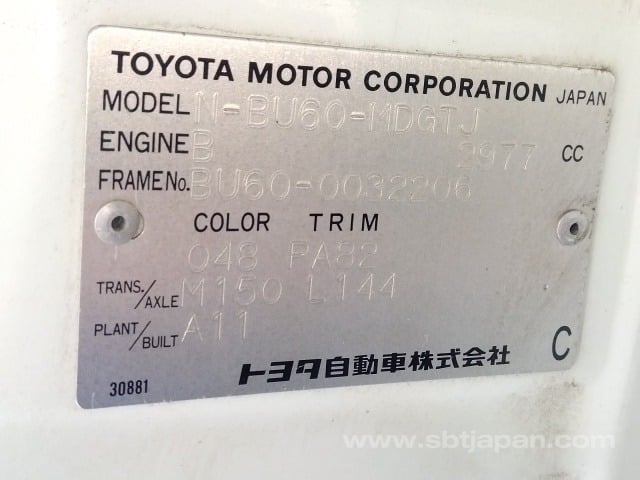 TOYOTA MOTOR CORPORATION JAPAN
MODEL N-BU60-MDGTJ
ENGINE B 2977 CC
FRAME No. BU60-0032206
COLOR TRIM
048 PA82
TRANS./AXLE M150 L144
PLANT/BUILT A11
トヨタ自動車株式会社 C
30881
www.sbtjapan.com